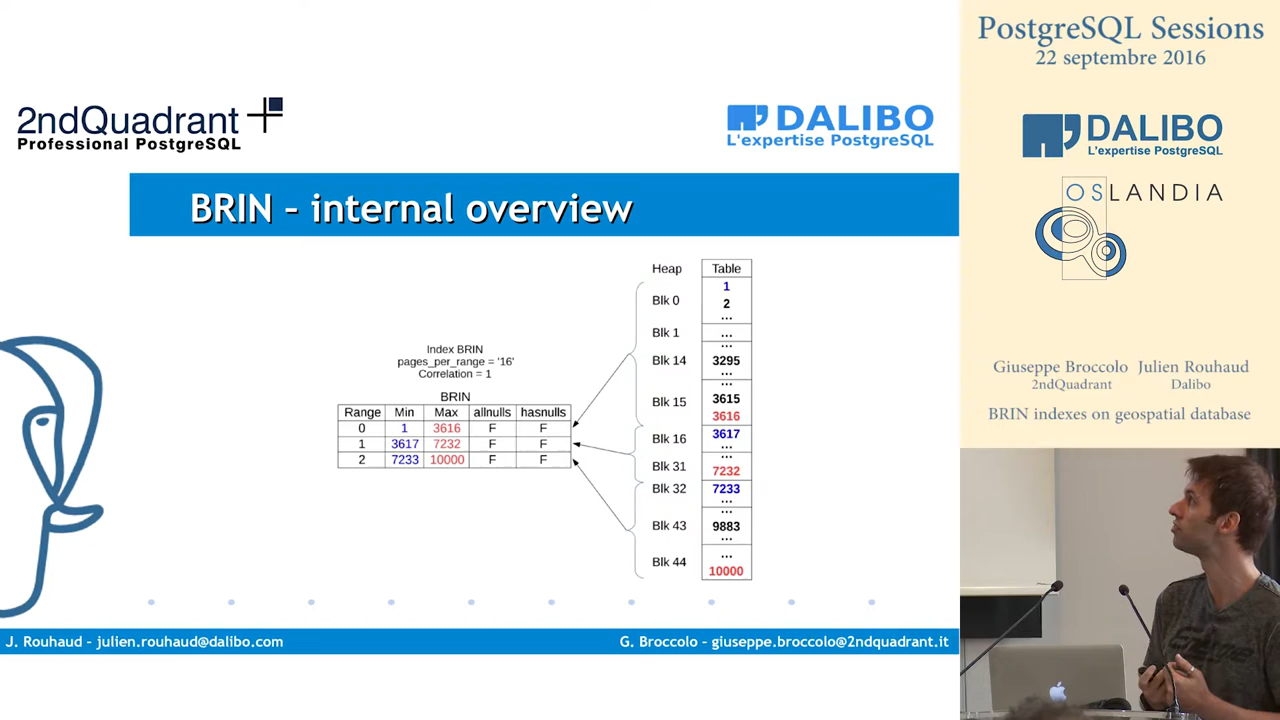 2ndQuadrant
Professional PostgreSQL
DALIBO
L'expertise PostgreSQL
BRIN – internal overview
Index BRIN
pages_per_range = '16'
Correlation = 1
BRIN
Range Min Max allnulls hasnulls
0 1 3616 F F
1 3617 7232 F F
2 7233 10000 F F
Heap Table
1
Blk 0 2
...
Blk 1 ...
...
Blk 14 3295
...
...
Blk 15 3615
3616
Blk 16 3617
...
...
Blk 31 7232
Blk 32 7233
...
...
Blk 43 9883
...
...
Blk 44 10000
J. Rouhaud – julien.rouhaud@dalibo.com
G. Broccolo – giuseppe.broccolo@2ndquadrant.it
PostgreSQL Sessions
22 septembre 2016
DALIBO
L'expertise PostgreSQL
OSLANDIA
Giuseppe Broccolo Julien Rouhaud
2ndQuadrant Dalibo
BRIN indexes on geospatial database